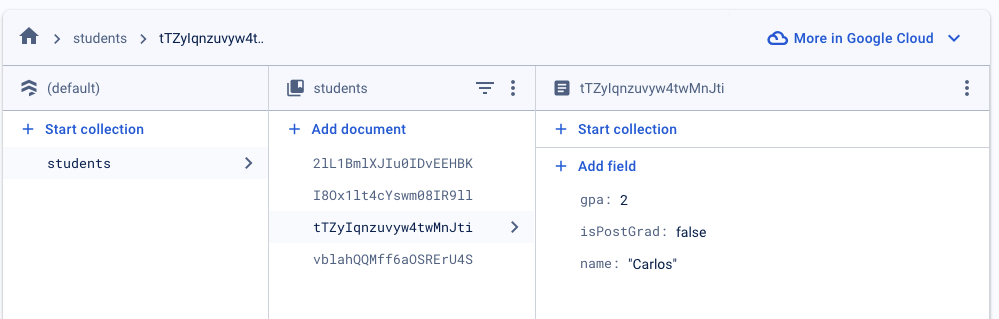 students
tTZyIqnzuvyw4t..
More in Google Cloud
(default)
students
tTZyIqnzuvyw4twMnJti
+ Start collection
+ Add document
+ Start collection
students
2lL1BmlXJIu0IDvEEHBK
I8Ox1lt4cYswm08IR9ll
tTZyIqnzuvyw4twMnJti
vblahQQMff6aOSRErU4S
+ Add field
gpa: 2
isPostGrad: false
name: "Carlos"